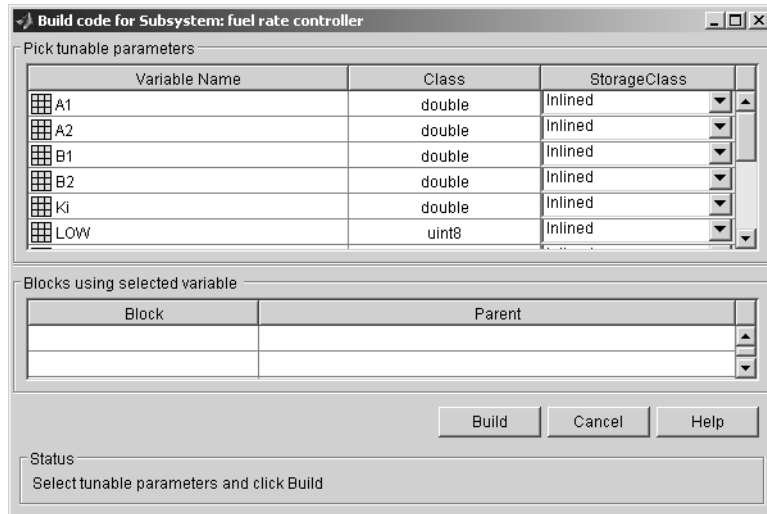 Build code for Subsystem: fuel rate controller
Pick tunable parameters
Variable Name Class StorageClass
A1 double Inlined
A2 double Inlined
B1 double Inlined
B2 double Inlined
Ki double Inlined
LOW uint8 Inlined
Blocks using selected variable
Block Parent
Build Cancel Help
Status
Select tunable parameters and click Build